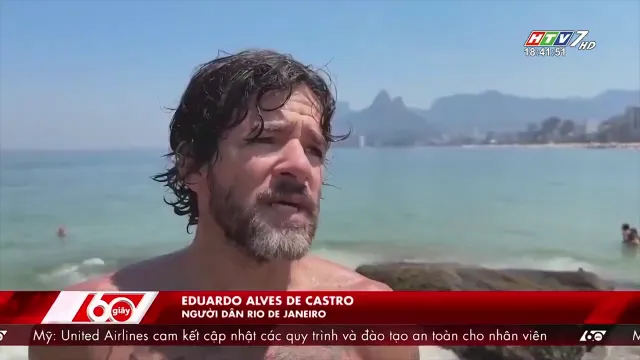 HTV7 HD
18:41:51
EDUARDO ALVES DE CASTRO
NGƯỜI DÂN RIO DE JANEIRO
60 giây
Mỹ: United Airlines cam kết cập nhật các quy trình và đào tạo an toàn cho nhân viên
60